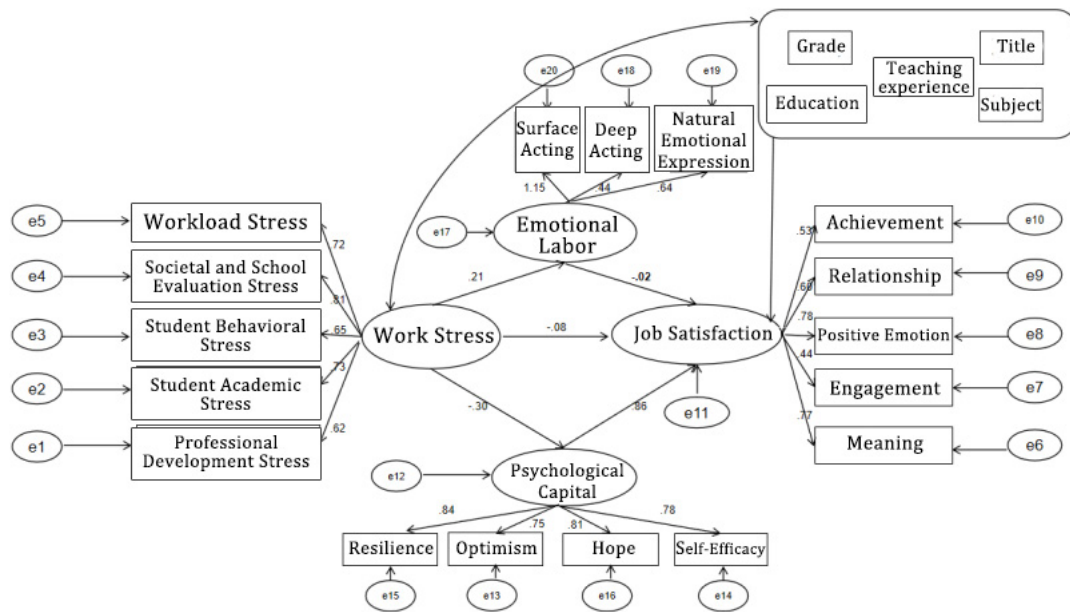 Grade
Title
Teaching
experience
Education
Subject
e20
e18
e19
Surface
Acting
Deep
Acting
Natural
Emotional
Expression
1.15
.44
.64
e17
Emotional
Labor
e5
Workload Stress
.72
e4
Societal and School
Evaluation Stress
.81
e3
Student Behavioral
Stress
.65
e2
Student Academic
Stress
.73
e1
Professional
Development Stress
.62
Work Stress
.21
-.02
-.08
-.30
.86
Job Satisfaction
e11
Achievement
.53
e10
Relationship
e9
Positive Emotion
.78
e8
Engagement
.44
e7
Meaning
.77
e6
e12
Psychological
Capital
.84
.75
.81
.78
Resilience
Optimism
Hope
Self-Efficacy
e15
e13
e16
e14